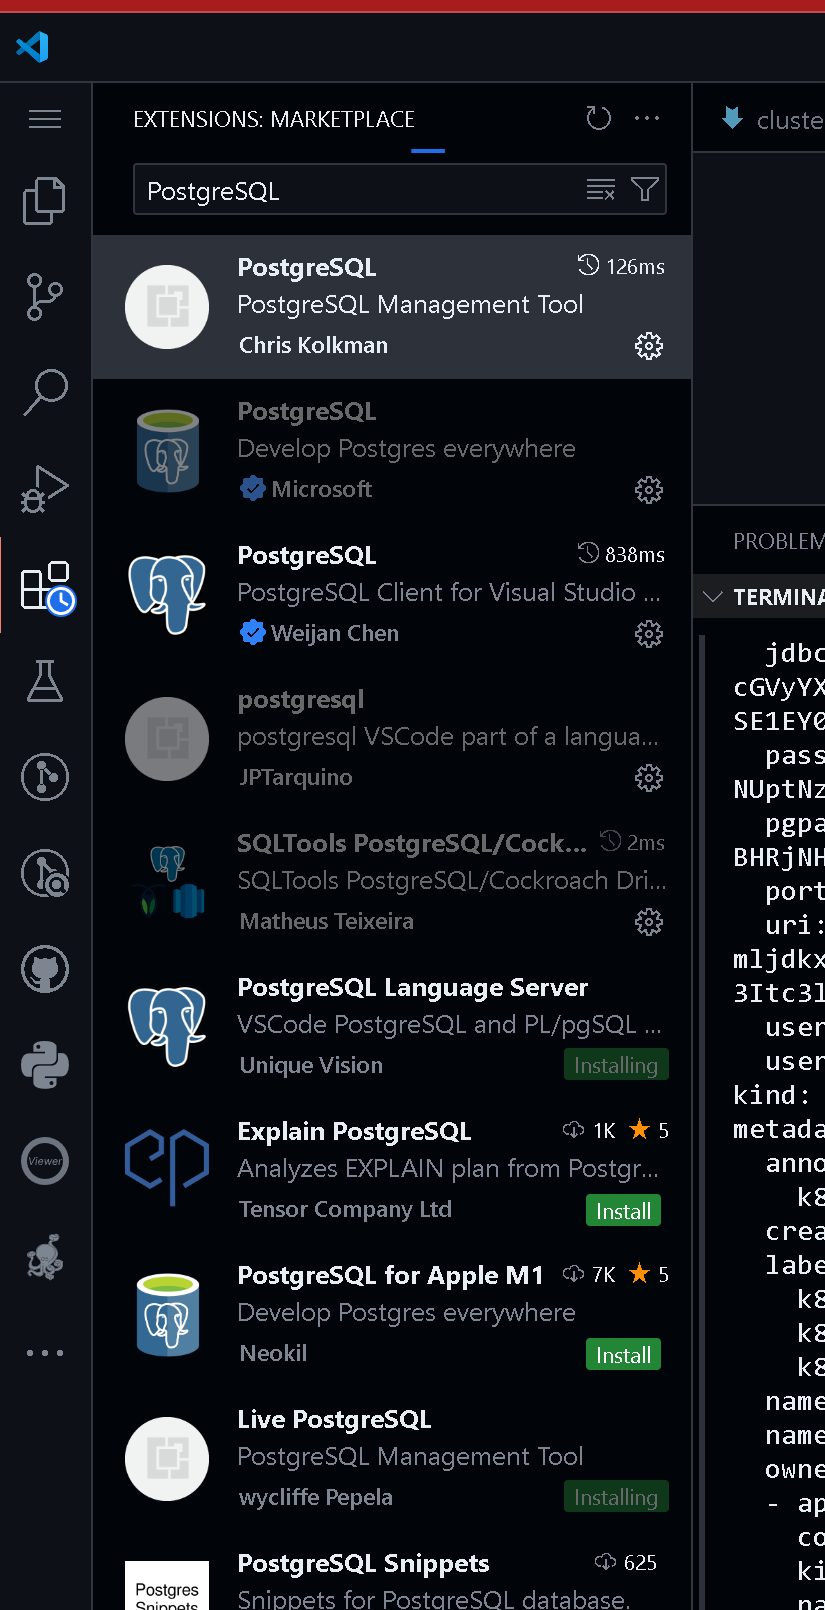 EXTENSIONS: MARKETPLACE
PostgreSQL
PostgreSQL 126ms
PostgreSQL Management Tool
Chris Kolkman
PostgreSQL
Develop Postgres everywhere
Microsoft
PostgreSQL 838ms
PostgreSQL Client for Visual Studio ...
Weijan Chen
postgresql
postgresql VSCode part of a langua...
JPTarquino
SQLTools PostgreSQL/Cock... 2ms
SQLTools PostgreSQL/Cockroach Dri...
Matheus Teixeira
PostgreSQL Language Server
VSCode PostgreSQL and PL/pgSQL ...
Unique Vision Installing
Explain PostgreSQL 1K 5
Analyzes EXPLAIN plan from Postgr...
Tensor Company Ltd Install
PostgreSQL for Apple M1 7K 5
Develop Postgres everywhere
Neokil Install
Live PostgreSQL
PostgreSQL Management Tool
wycliffe Pepela Installing
PostgreSQL Snippets 625
Snippets for PostgreSQL database.
Postgres
Snippets
Viewer
cluste
PROBLEM
TERMINA
jdbc
cGVyYX
SE1EY0
pass
NUptNz
pgpa
BHRjNH
port
uri:
mljdkx
3Itc3l
user
user
kind:
metada
anno
k8
crea
labe
k8
k8
k8
name
name
owne
- ap
co
ki
na